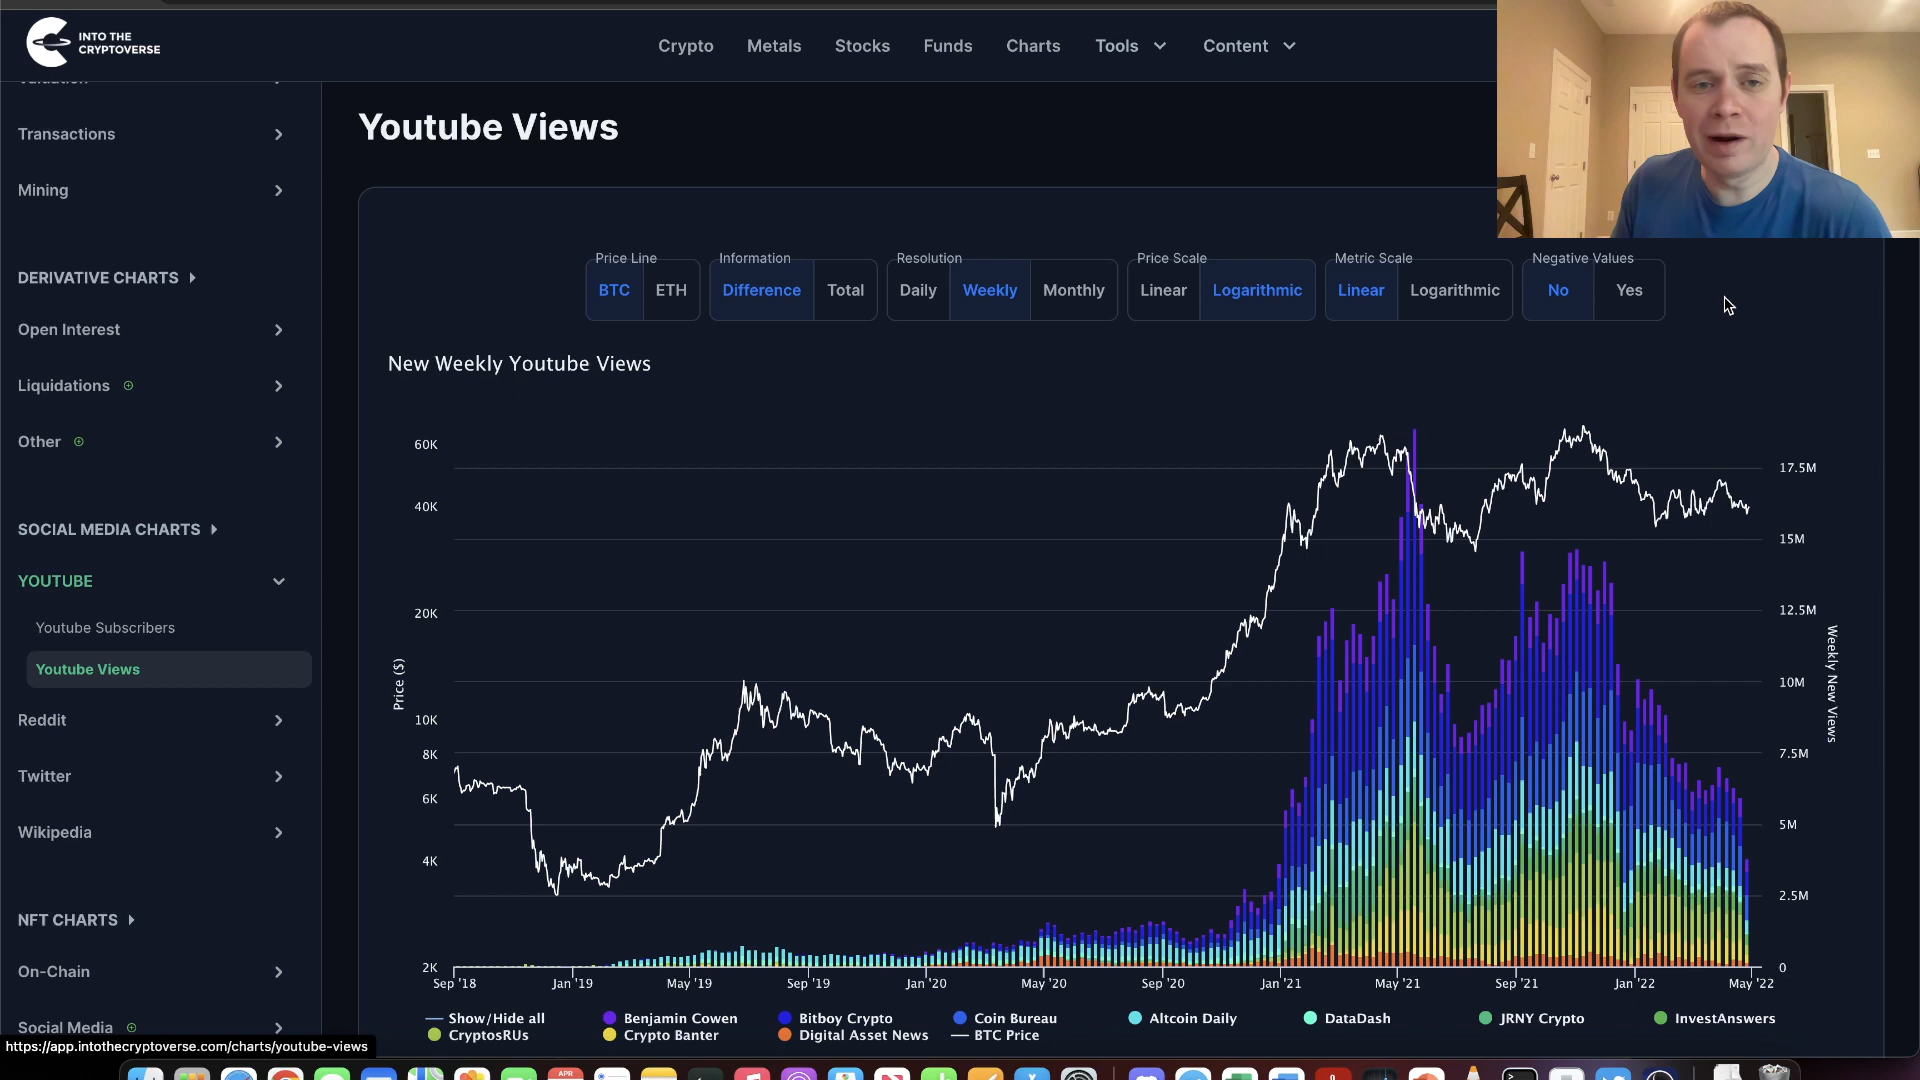 INTO THE
CRYPTOVERSE
Crypto
Metals
Stocks
Funds
Charts
Tools
Content
Valuation
Transactions
Mining
DERIVATIVE CHARTS
Open Interest
Liquidations
Other
SOCIAL MEDIA CHARTS
YOUTUBE
Youtube Subscribers
Youtube Views
Reddit
Twitter
Wikipedia
NFT CHARTS
On-Chain
Social Media
https://app.intothecryptoverse.com/charts/youtube-views
Youtube Views
Price Line
BTC
ETH
Information
Difference
Total
Resolution
Daily
Weekly
Monthly
Price Scale
Linear
Logarithmic
Metric Scale
Linear
Logarithmic
Negative Values
No
Yes
New Weekly Youtube Views
60K
40K
20K
10K
8K
6K
4K
2K
Price ($)
17.5M
15M
12.5M
10M
7.5M
5M
2.5M
0
Weekly New Views
Sep '18
Jan '19
May '19
Sep '19
Jan '20
May '20
Sep '20
Jan '21
May '21
Sep '21
Jan '22
May '22
Show/Hide all
Benjamin Cowen
Bitboy Crypto
Coin Bureau
Altcoin Daily
DataDash
JRNY Crypto
InvestAnswers
CryptosRUs
Crypto Banter
Digital Asset News
BTC Price
APR